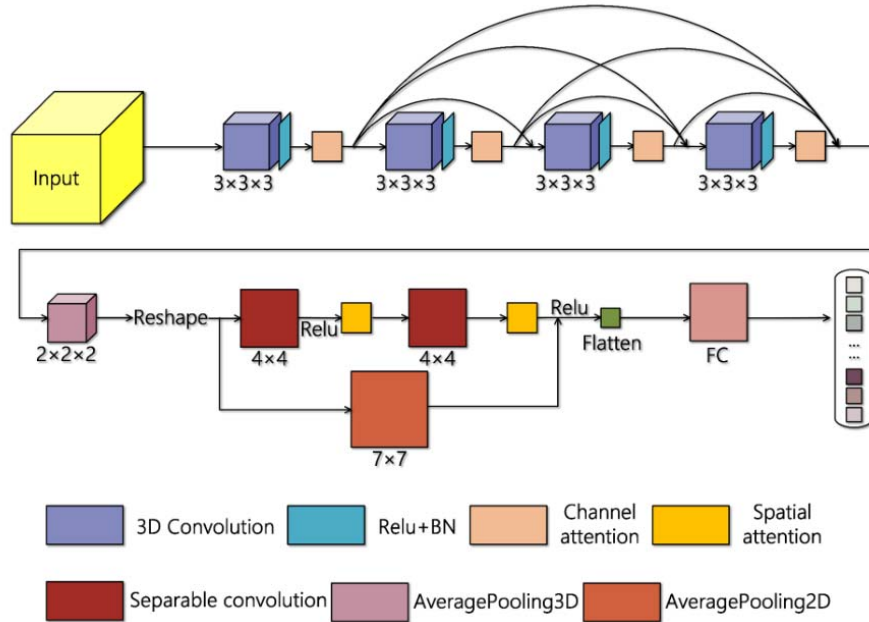 Input
3×3×3
3×3×3
3×3×3
3×3×3
2×2×2
Reshape
4×4
Relu
4×4
Relu
Flatten
FC
...
...
7×7
3D Convolution
Relu+BN
Channel
attention
Spatial
attention
Separable convolution
AveragePooling3D
AveragePooling2D